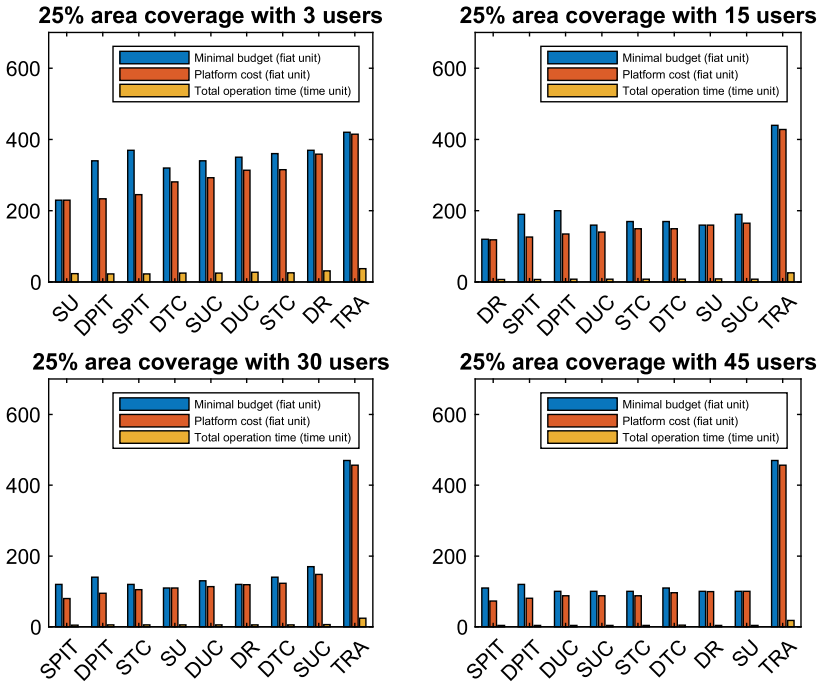 25% area coverage with 3 users
600
400
200
0
Minimal budget (fiat unit)
Platform cost (fiat unit)
Total operation time (time unit)
SU DPIT SPIT DTC SUC DUC STC DR TRA
25% area coverage with 15 users
600
400
200
0
Minimal budget (fiat unit)
Platform cost (fiat unit)
Total operation time (time unit)
DR SPIT DPIT DUC STC DTC SU SUC TRA
25% area coverage with 30 users
600
400
200
0
Minimal budget (fiat unit)
Platform cost (fiat unit)
Total operation time (time unit)
SPIT DPIT STC SU DUC DR DTC SUC TRA
25% area coverage with 45 users
600
400
200
0
Minimal budget (fiat unit)
Platform cost (fiat unit)
Total operation time (time unit)
SPIT DPIT DUC SUC STC DTC DR SU TRA